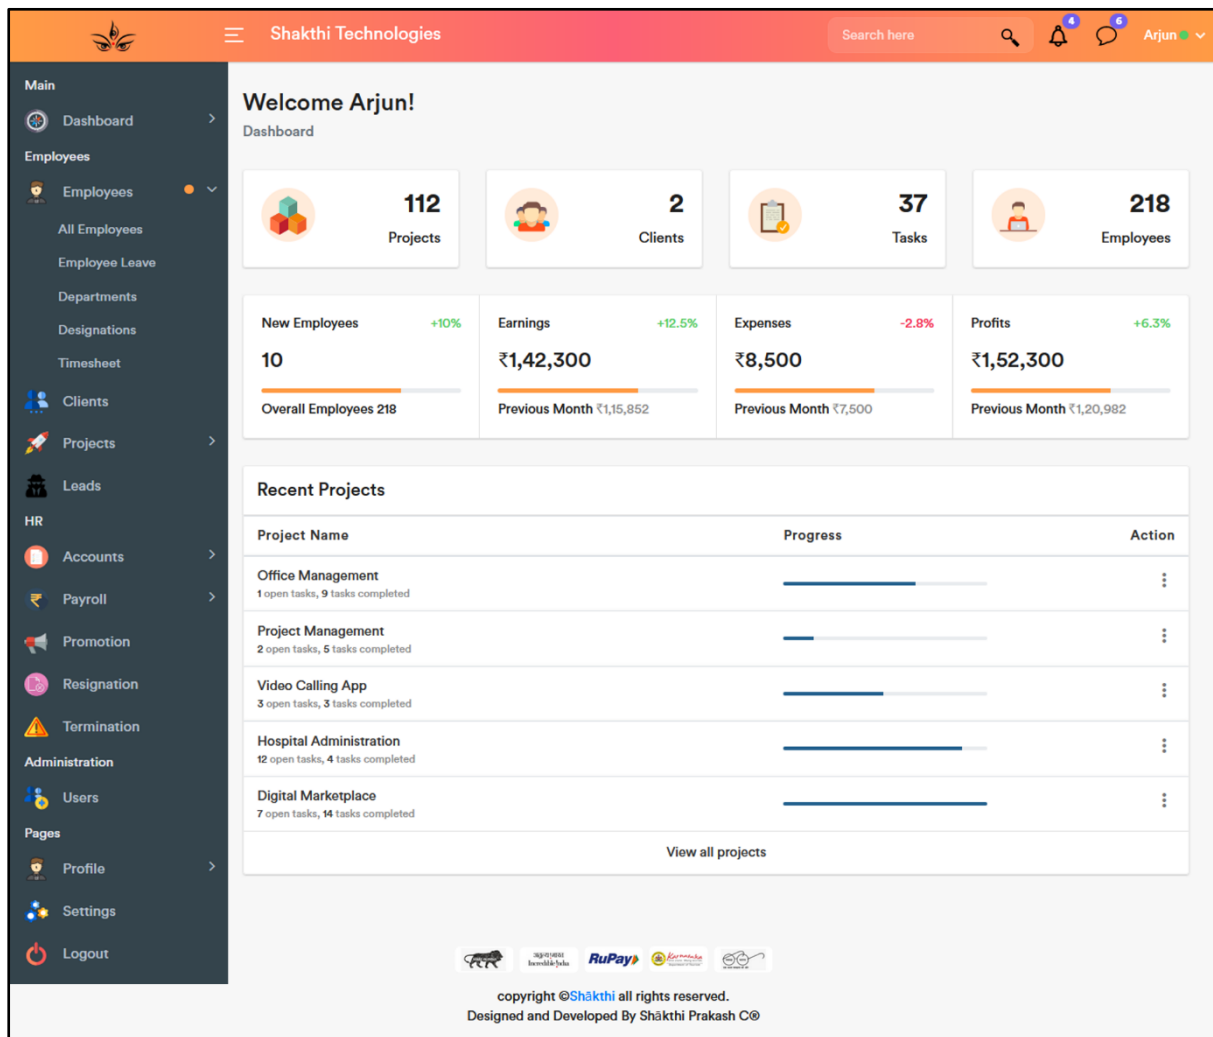 Shakthi Technologies
Search here
4
6
Arjun
Main
Dashboard
Employees
Employees
All Employees
Employee Leave
Departments
Designations
Timesheet
Clients
Projects
Leads
HR
Accounts
Payroll
Promotion
Resignation
Termination
Administration
Users
Pages
Profile
Settings
Logout
Welcome Arjun!
Dashboard
112
Projects
2
Clients
37
Tasks
218
Employees
New Employees +10%
10
Overall Employees 218
Earnings +12.5%
₹1,42,300
Previous Month ₹1,15,852
Expenses -2.8%
₹8,500
Previous Month ₹7,500
Profits +6.3%
₹1,52,300
Previous Month ₹1,20,982
Recent Projects
Project Name Progress Action
Office Management
1 open tasks, 9 tasks completed
Project Management
2 open tasks, 5 tasks completed
Video Calling App
3 open tasks, 3 tasks completed
Hospital Administration
12 open tasks, 4 tasks completed
Digital Marketplace
7 open tasks, 14 tasks completed
View all projects
Incredible!ndia
RuPay
Karnataka
copyright ©Shākthi all rights reserved.
Designed and Developed By Shākthi Prakash C®